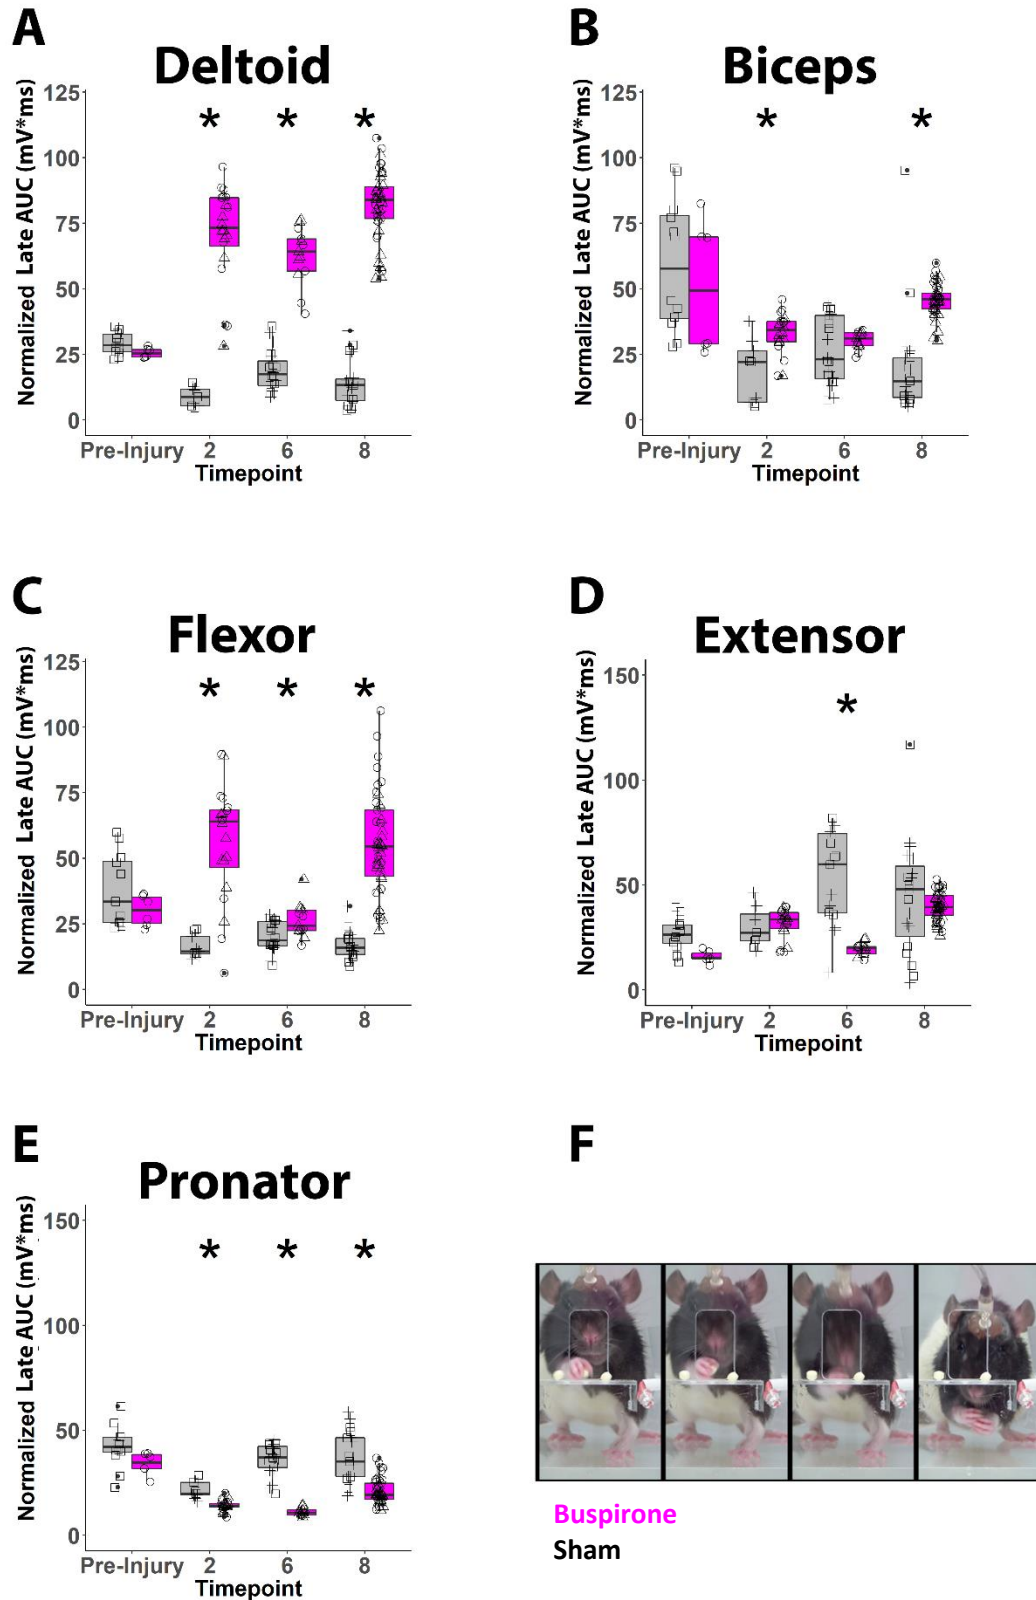 A
Deltoid
Normalized Late AUC (mV*ms)
125
100
75
50
25
0
* * *
Pre-Injury 2 6 8
Timepoint
B
Biceps
Normalized Late AUC (mV*ms)
125
100
75
50
25
0
* *
Pre-Injury 2 6 8
Timepoint
C
Flexor
Normalized Late AUC (mV*ms)
125
100
75
50
25
0
* * *
Pre-Injury 2 6 8
Timepoint
D
Extensor
Normalized Late AUC (mV*ms)
150
100
50
0
*
Pre-Injury 2 6 8
Timepoint
E
Pronator
Normalized Late AUC (mV*ms)
150
100
50
0
* * *
Pre-Injury 2 6 8
Timepoint
F
Buspirone
Sham